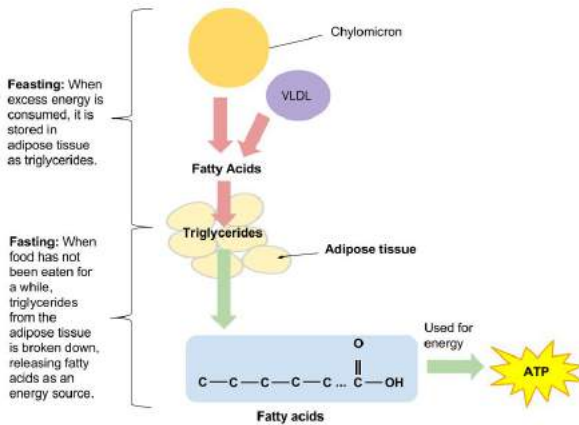 Chylomicron
Feasting: When
excess energy is
consumed, it is
stored in
adipose tissue
as triglycerides.
VLDL
Fatty Acids
Triglycerides
Adipose tissue
Fasting: When
food has not
been eaten for
a while,
triglycerides
from the
adipose tissue
is broken down,
releasing fatty
acids as an
energy source.
Used for
energy
O
C — C — C — C — C ... C — OH
ATP
Fatty acids